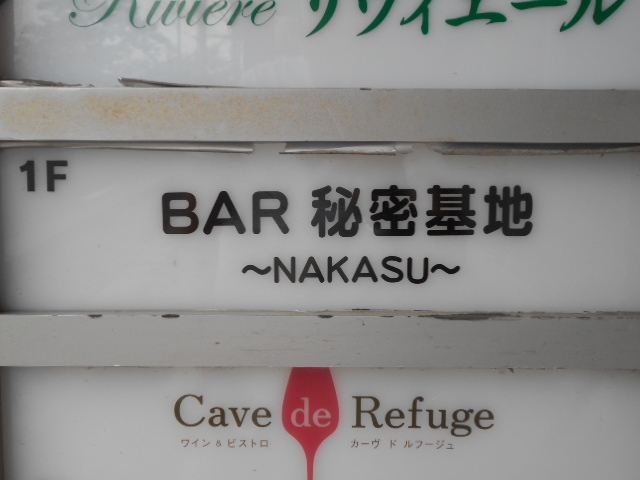 Rivière リヴィエール
1F
BAR 秘密基地
～NAKASU～
Cave de Refuge
ワイン & ビストロ カーヴ ド ルフージュ